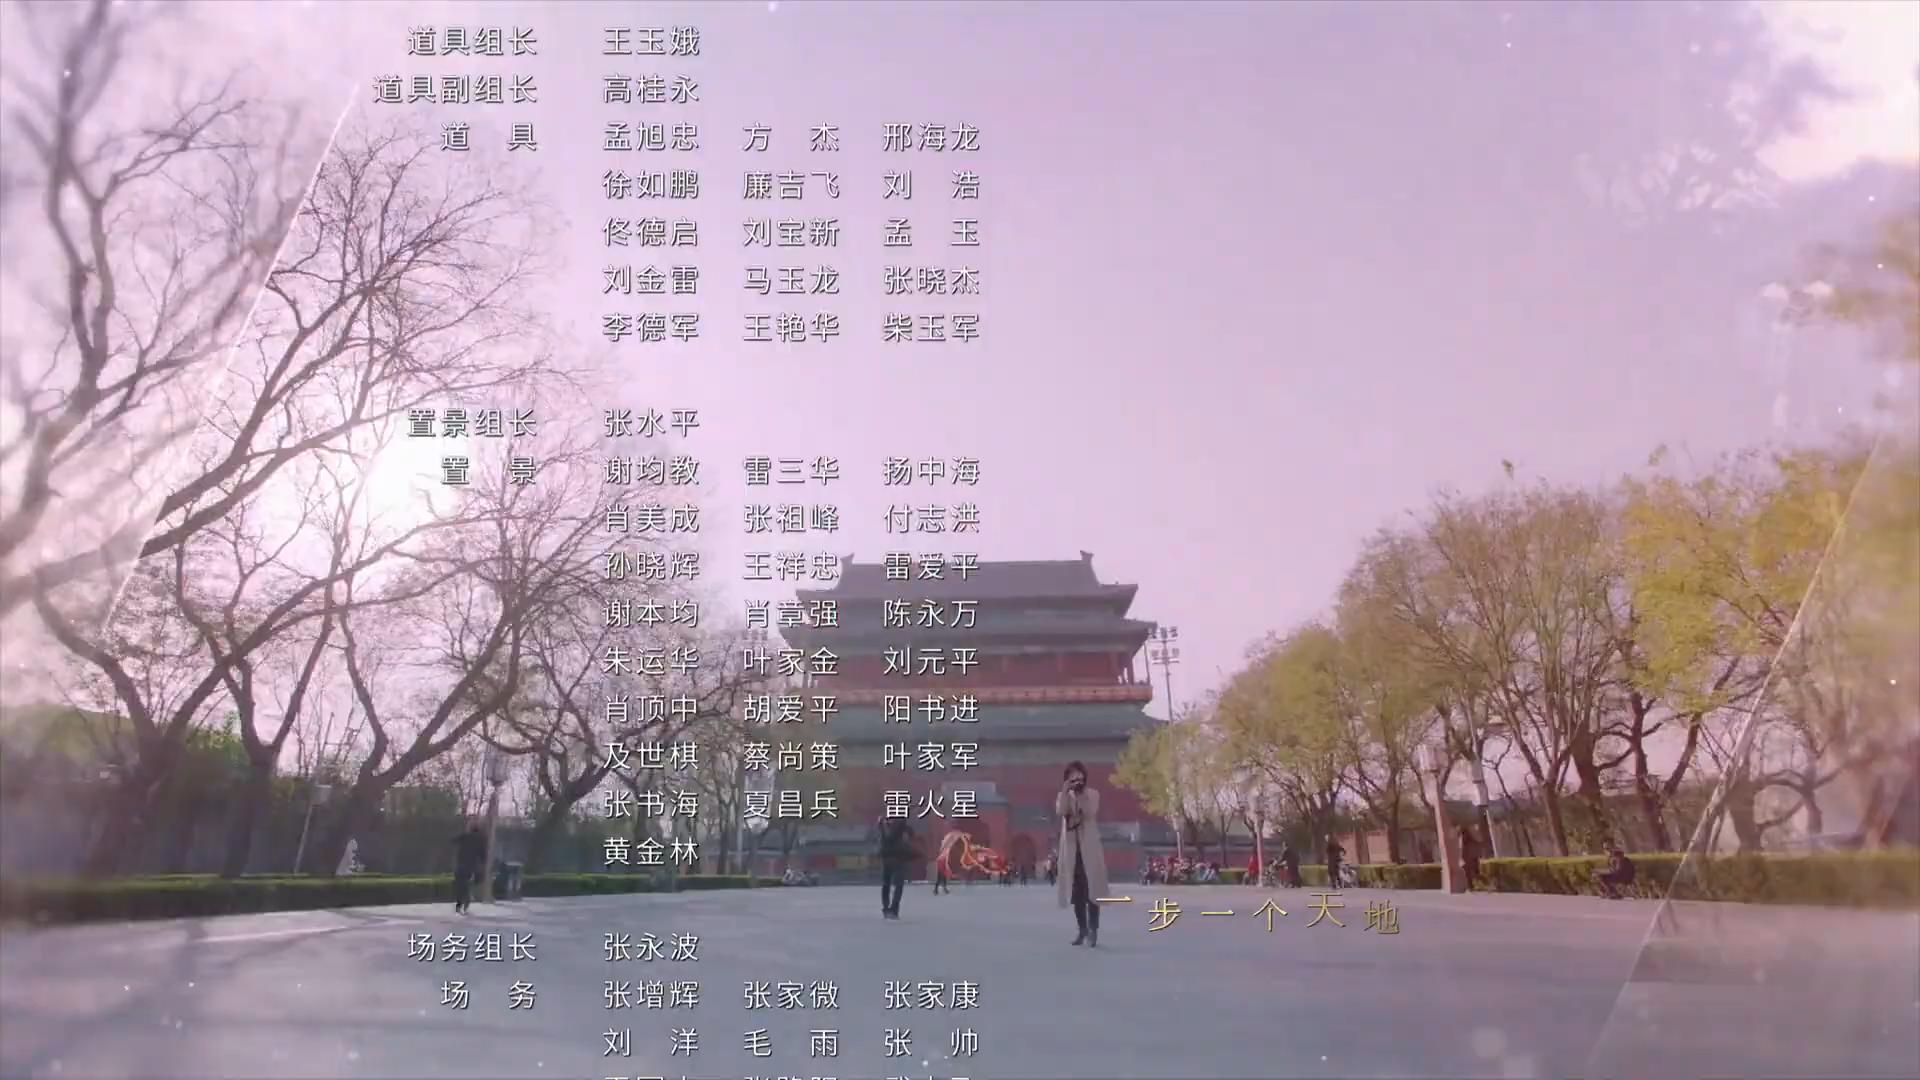 道具组长 王玉娥
道具副组长 高桂永
道 具 孟旭忠 方 杰 邢海龙
徐如鹏 廉吉飞 刘 浩
佟德启 刘宝新 孟 玉
刘金雷 马玉龙 张晓杰
李德军 王艳华 柴玉军
置景组长 张水平
置 景 谢均教 雷三华 扬中海
肖美成 张祖峰 付志洪
孙晓辉 王祥忠 雷爱平
谢本均 肖章强 陈永万
朱运华 叶家金 刘元平
肖顶中 胡爱平 阳书进
及世棋 蔡尚策 叶家军
张书海 夏昌兵 雷火星
黄金林
一步一个天地
场务组长 张永波
场 务 张增辉 张家微 张家康
刘 洋 毛 雨 张 帅